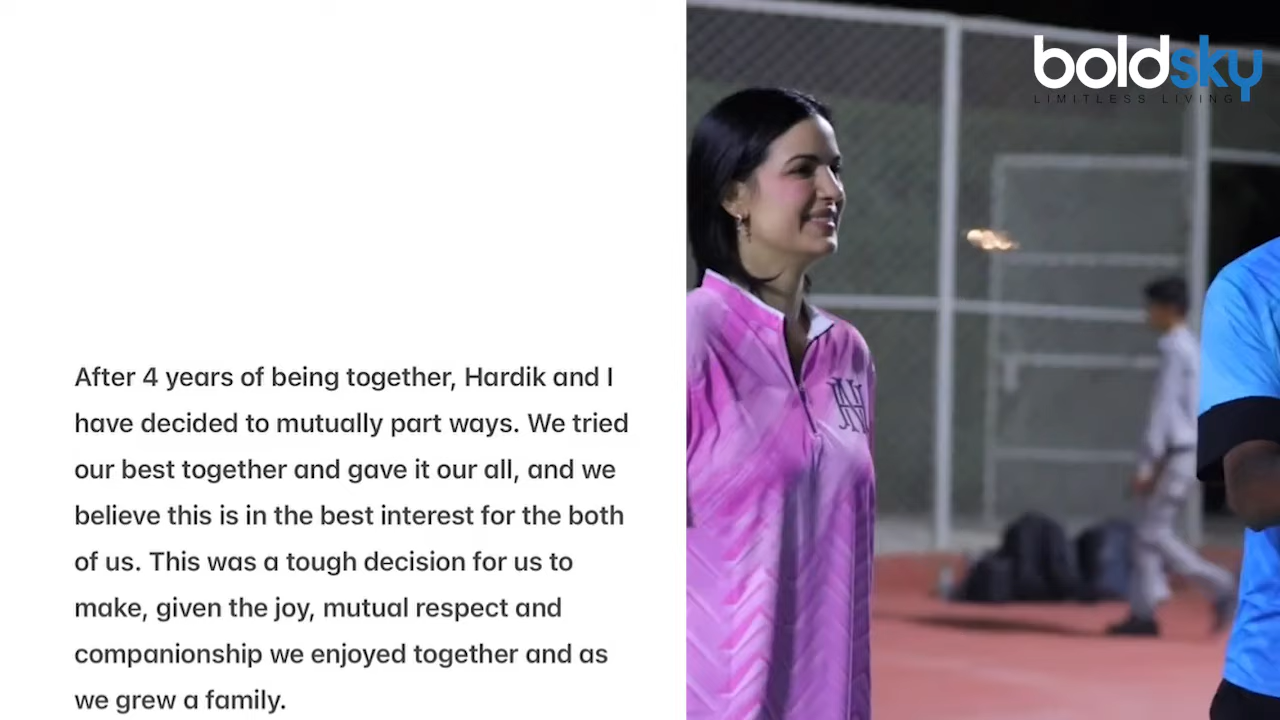 boldsky
LIMITLESS LIVING
After 4 years of being together, Hardik and I
have decided to mutually part ways. We tried
our best together and gave it our all, and we
believe this is in the best interest for the both
of us. This was a tough decision for us to
make, given the joy, mutual respect and
companionship we enjoyed together and as
we grew a family.